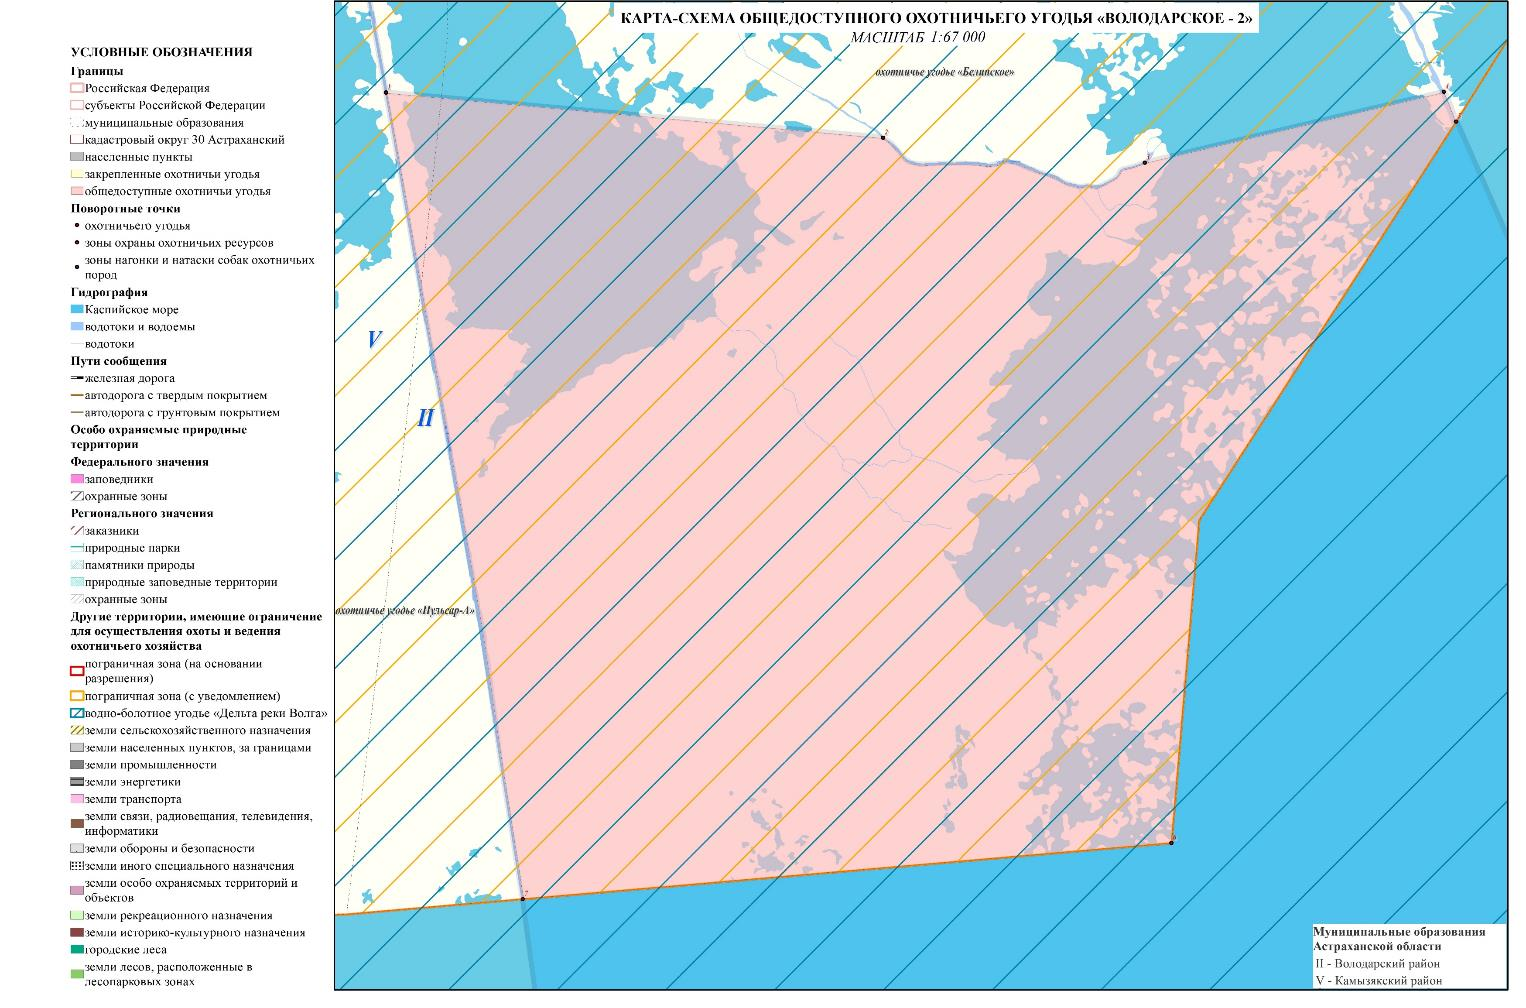 КАРТА-СХЕМА ОБЩЕДОСТУПНОГО ОХОТНИЧЬЕГО УГОДЬЯ «ВОЛОДАРСКОЕ - 2»
МАСШТАБ 1:67 000
УСЛОВНЫЕ ОБОЗНАЧЕНИЯ
Границы
Российская Федерация
субъекты Российской Федерации
муниципальные образования
кадастровый округ 30 Астраханский
населенные пункты
закрепленные охотничьи угодья
общедоступные охотничьи угодья
Поворотные точки
охотничьего угодья
зоны охраны охотничьих ресурсов
зоны нагонки и натаски собак охотничьих
пород
Гидрография
Каспийское море
водотоки и водоемы
водотоки
Пути сообщения
железная дорога
автодорога с твердым покрытием
автодорога с грунтовым покрытием
Особо охраняемые природные
территории
Федерального значения
заповедники
охранные зоны
Регионального значения
заказники
природные парки
памятники природы
природные заповедные территории
охранные зоны
Другие территории, имеющие ограничение
для осуществления охоты и ведения
охотничьего хозяйства
пограничная зона (на основании
разрешения)
пограничная зона (с уведомлением)
водно-болотное угодье «Дельта реки Волга»
земли сельскохозяйственного назначения
земли населенных пунктов, за границами
земли промышленности
земли энергетики
земли транспорта
земли связи, радиовещания, телевидения,
информатики
земли обороны и безопасности
земли иного специального назначения
земли особо охраняемых территорий и
объектов
земли рекреационного назначения
земли историко-культурного назначения
городские леса
земли лесов, расположенные в
лесопарковых зонах
охотничье угодье «Белинское»
V
II
охотничье угодье «Пульсар-А»
Муниципальные образования
Астраханской области
II - Володарский район
V - Камызякский район